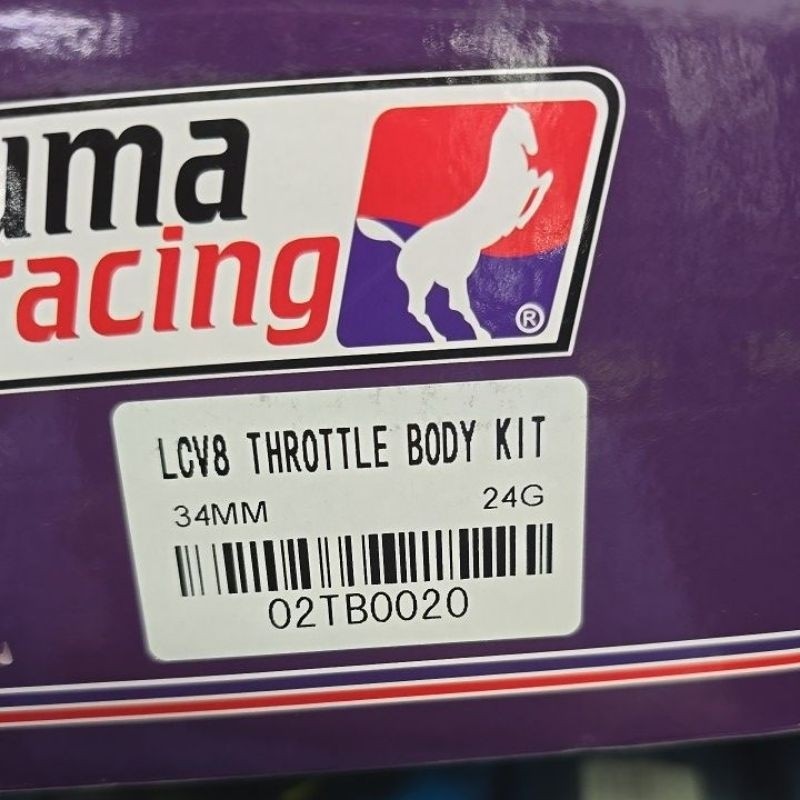 uma
racing
®
LCV8 THROTTLE BODY KIT
34MM 24G
02TB0020